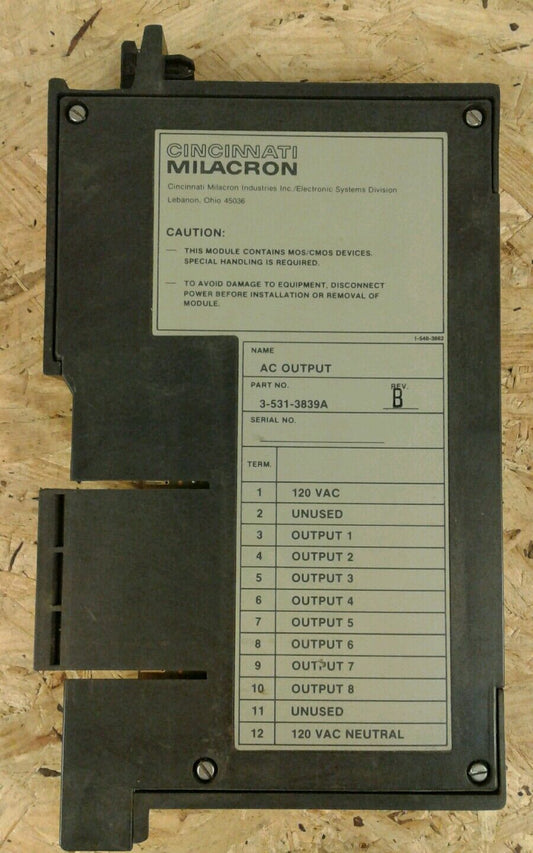 CINCINNATI
MILACRON
Cincinnati Milacron Industries Inc./Electronic Systems Division
Lebanon, Ohio 45036
CAUTION:
— THIS MODULE CONTAINS MOS/CMOS DEVICES.
SPECIAL HANDLING IS REQUIRED.
— TO AVOID DAMAGE TO EQUIPMENT, DISCONNECT
POWER BEFORE INSTALLATION OR REMOVAL OF
MODULE.
1-540-3862
NAME
AC OUTPUT
PART NO. REV.
3-531-3839A B
SERIAL NO.
TERM.
1 120 VAC
2 UNUSED
3 OUTPUT 1
4 OUTPUT 2
5 OUTPUT 3
6 OUTPUT 4
7 OUTPUT 5
8 OUTPUT 6
9 OUTPUT 7
10 OUTPUT 8
11 UNUSED
12 120 VAC NEUTRAL